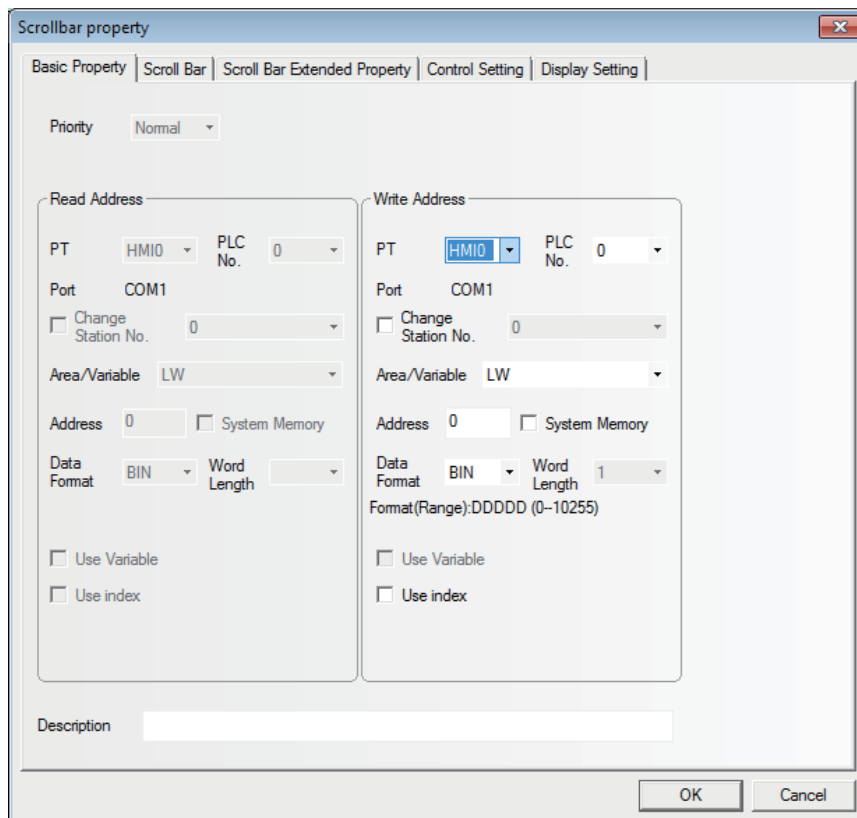 Scrollbar property
Basic Property Scroll Bar Scroll Bar Extended Property Control Setting Display Setting
Priority Normal
Read Address
PT HMI0 PLC No. 0
Port COM1
Change Station No. 0
Area/Variable LW
Address 0 System Memory
Data Format BIN Word Length
Use Variable
Use index
Write Address
PT HMI0 PLC No. 0
Port COM1
Change Station No. 0
Area/Variable LW
Address 0 System Memory
Data Format BIN Word Length 1
Format(Range):DDDDD (0--10255)
Use Variable
Use index
Description
OK Cancel